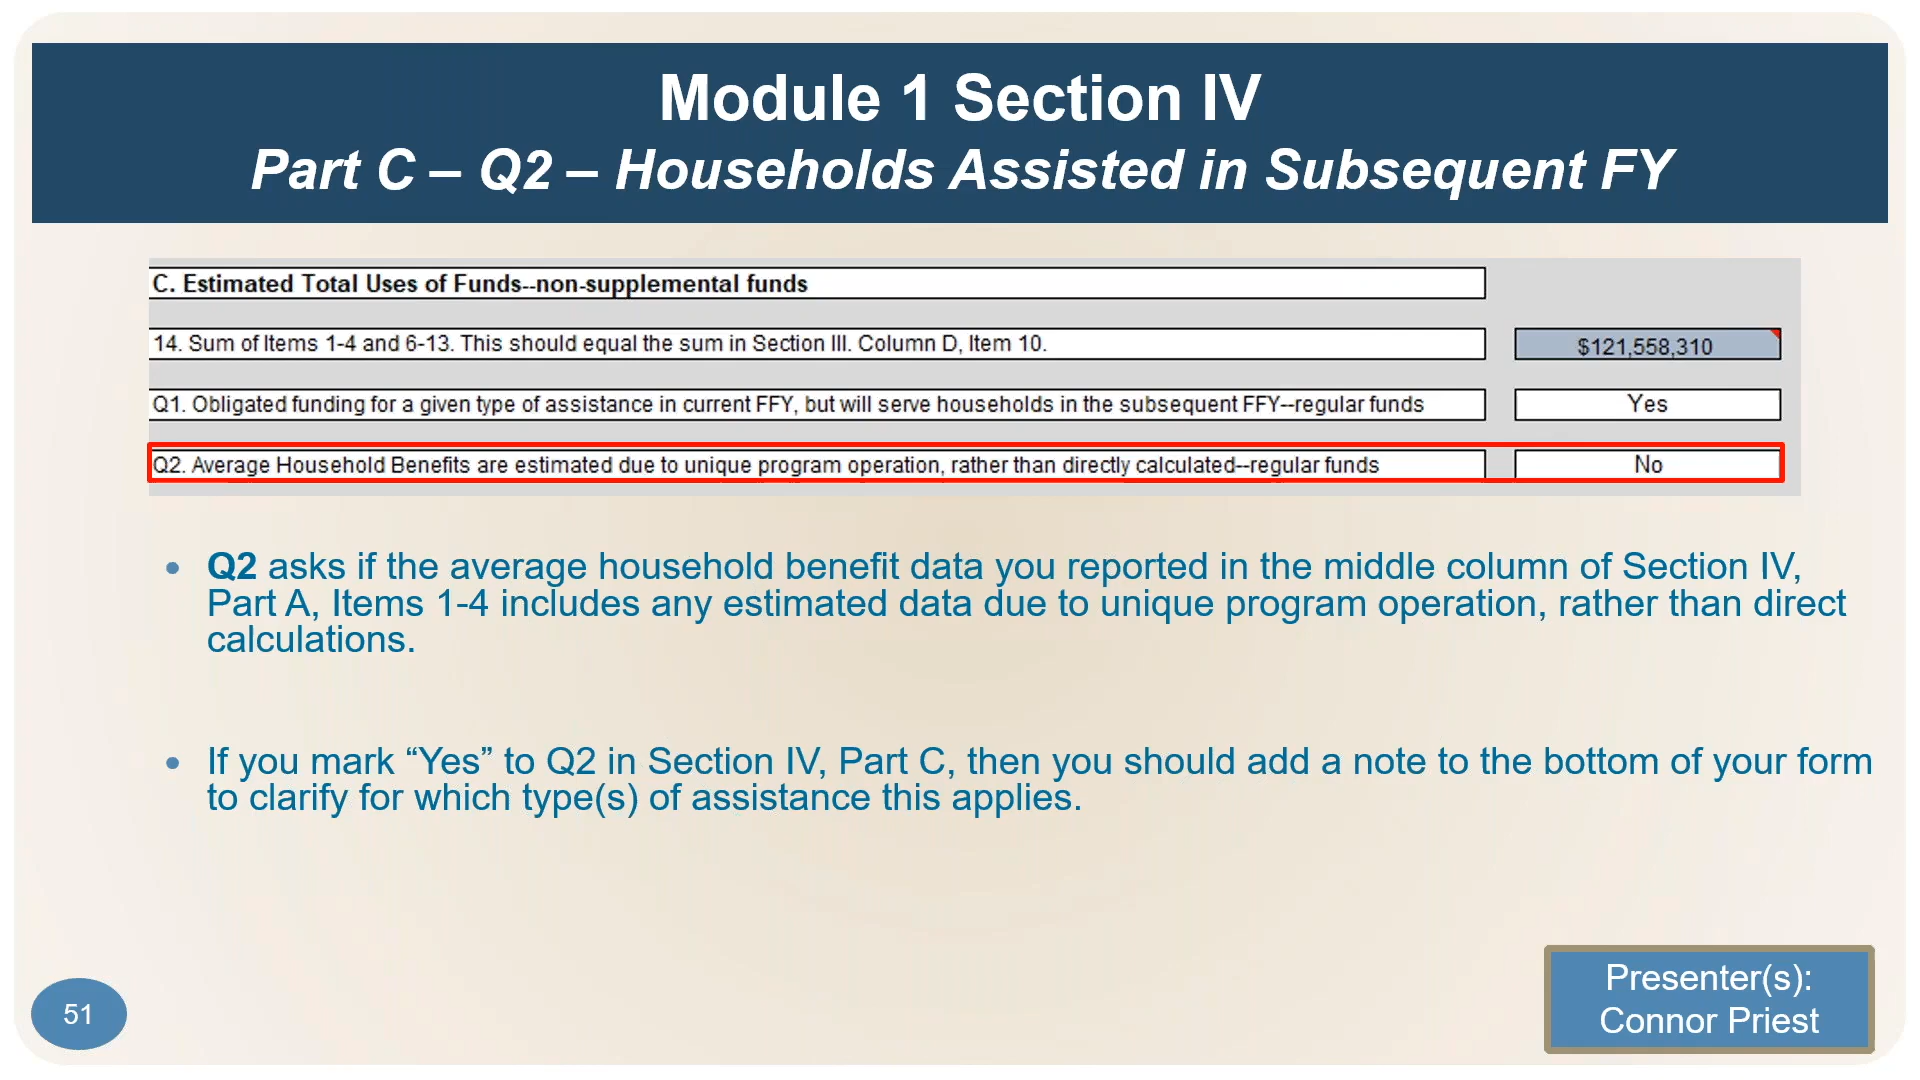 Module 1 Section IV
Part C – Q2 – Households Assisted in Subsequent FY
C. Estimated Total Uses of Funds--non-supplemental funds
14. Sum of Items 1-4 and 6-13. This should equal the sum in Section III. Column D, Item 10.
$121,558,310
Q1. Obligated funding for a given type of assistance in current FFY, but will serve households in the subsequent FFY--regular funds
Yes
Q2. Average Household Benefits are estimated due to unique program operation, rather than directly calculated--regular funds
No
• Q2 asks if the average household benefit data you reported in the middle column of Section IV,
Part A, Items 1-4 includes any estimated data due to unique program operation, rather than direct
calculations.
• If you mark “Yes” to Q2 in Section IV, Part C, then you should add a note to the bottom of your form
to clarify for which type(s) of assistance this applies.
51
Presenter(s):
Connor Priest